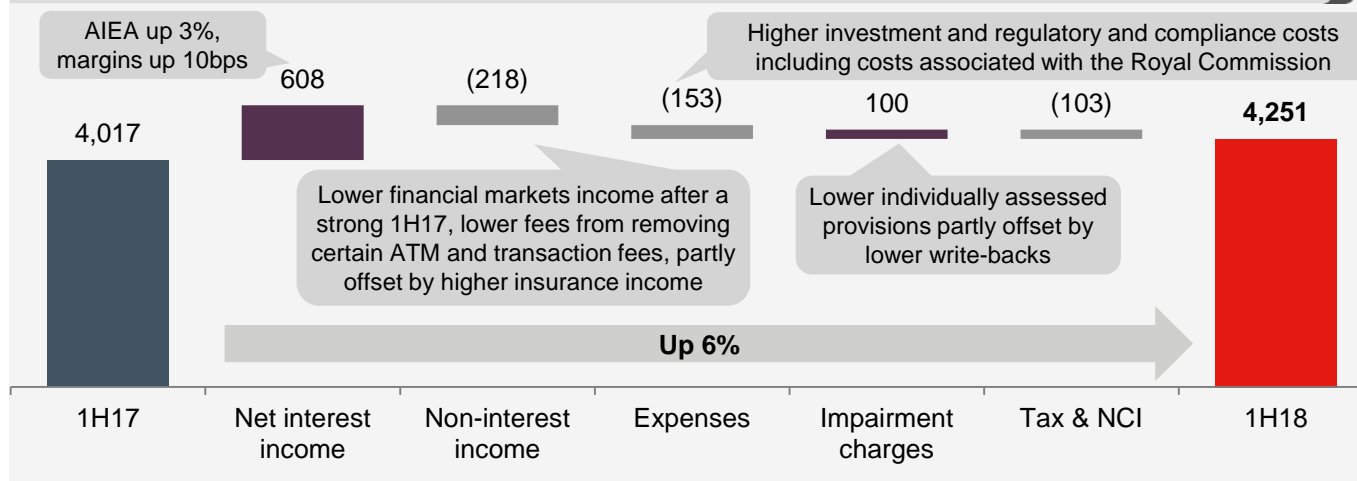 AIEA up 3%,
margins up 10bps
Higher investment and regulatory and compliance costs
including costs associated with the Royal Commission
4,017
608
(218)
(153)
100
(103)
4,251
Lower financial markets income after a
strong 1H17, lower fees from removing
certain ATM and transaction fees, partly
offset by higher insurance income
Lower individually assessed
provisions partly offset by
lower write-backs
Up 6%
1H17
Net interest
income
Non-interest
income
Expenses
Impairment
charges
Tax & NCI
1H18